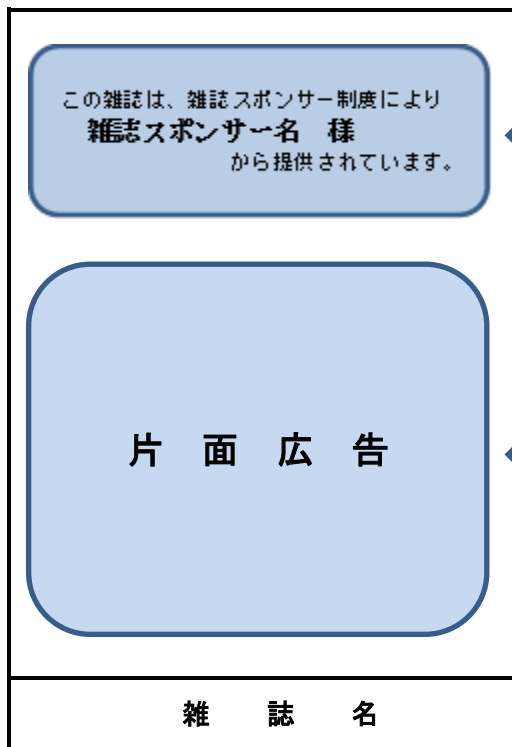 この雑誌は、雑誌スポンサー制度により
雑誌スポンサー名　様
から提供されています。
片　面　広　告
雑　誌　名